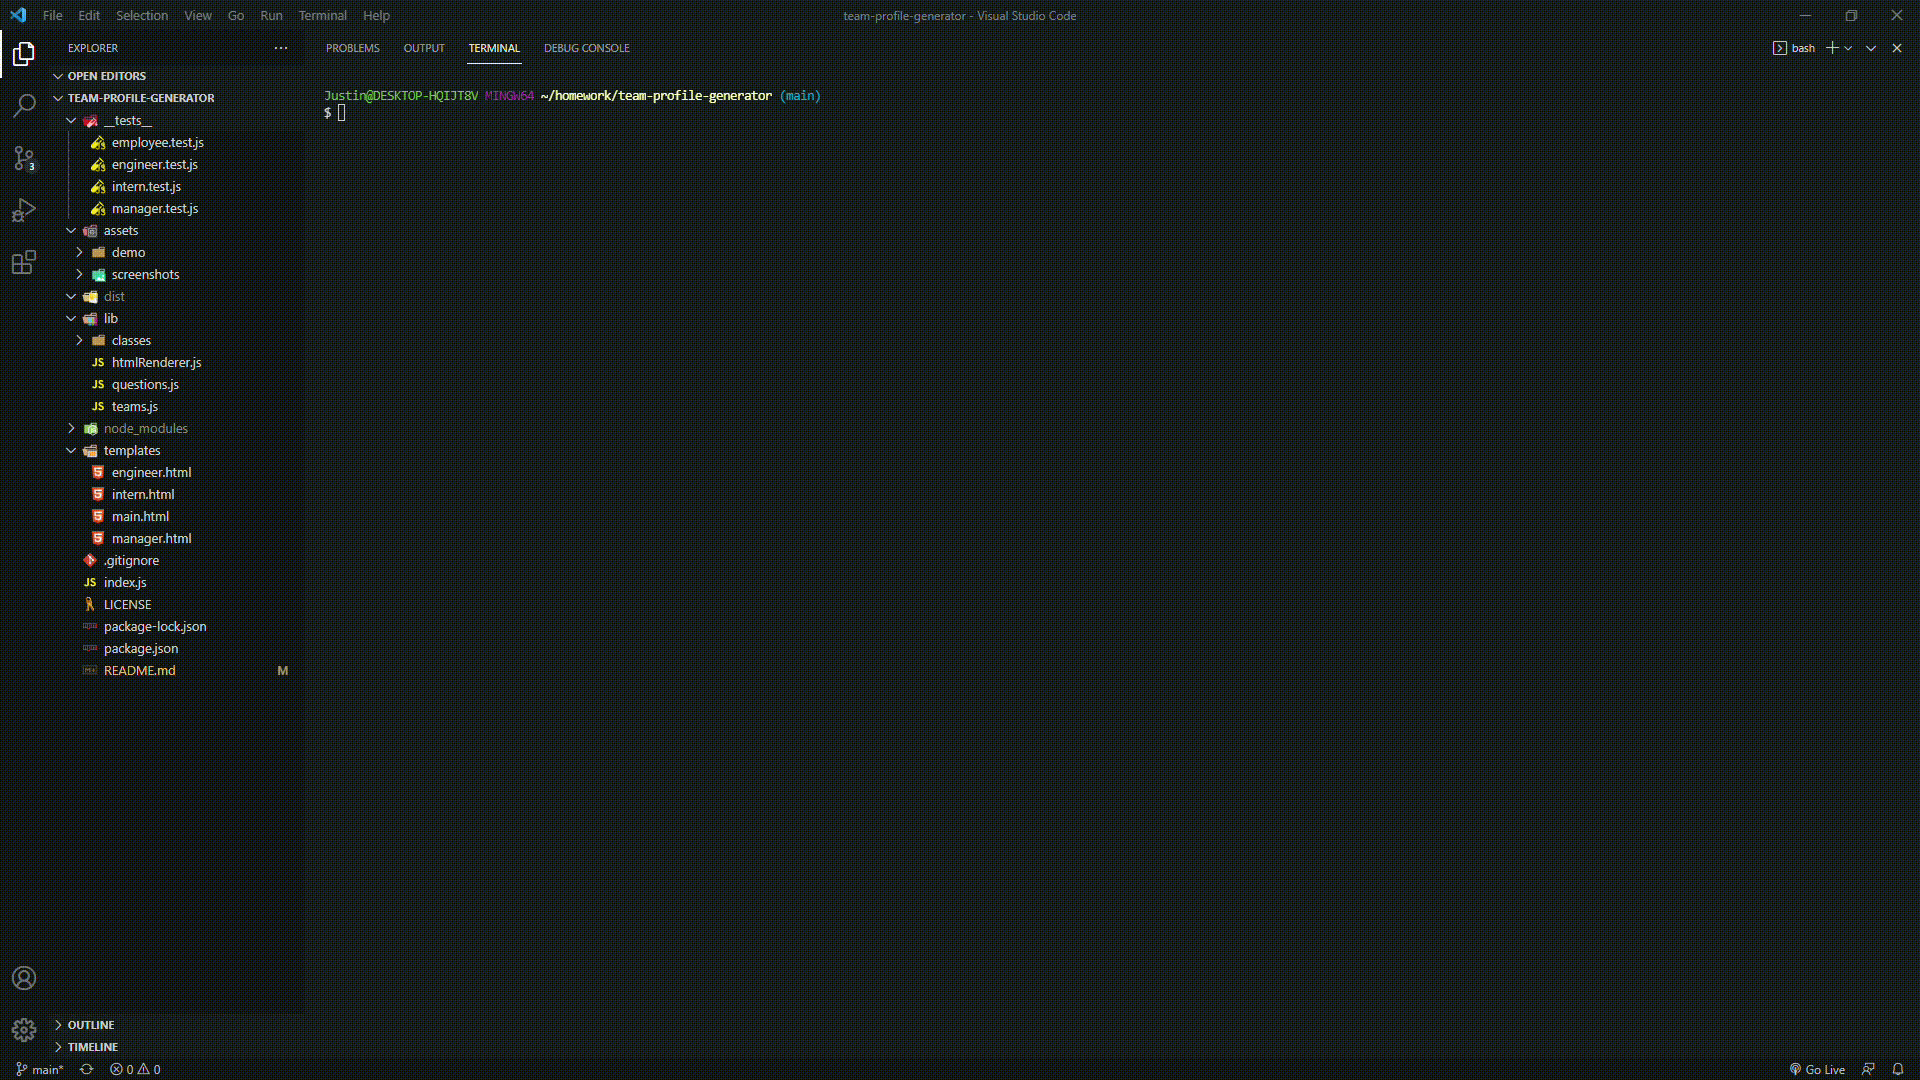 File Edit Selection View Go Run Terminal Help
team-profile-generator - Visual Studio Code
EXPLORER
PROBLEMS OUTPUT TERMINAL DEBUG CONSOLE
bash
OPEN EDITORS
TEAM-PROFILE-GENERATOR
__tests__
employee.test.js
engineer.test.js
intern.test.js
manager.test.js
assets
demo
screenshots
dist
lib
classes
JS htmlRenderer.js
JS questions.js
JS teams.js
node_modules
templates
engineer.html
intern.html
main.html
manager.html
.gitignore
JS index.js
LICENSE
package-lock.json
package.json
README.md M
Justin@DESKTOP-HQIJT8V MINGW64 ~/homework/team-profile-generator (main)
$
3
OUTLINE
TIMELINE
main* 0 0
Go Live